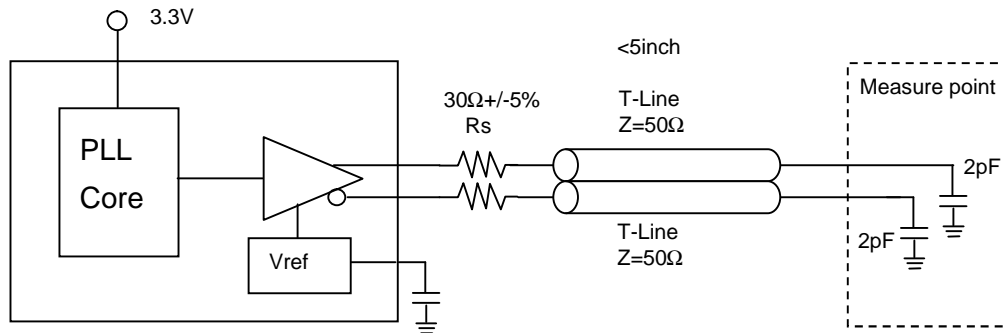 3.3V
<5inch
PLL
Core
30Ω+/-5%
Rs
T-Line
Z=50Ω
Measure point
2pF
2pF
Vref
T-Line
Z=50Ω